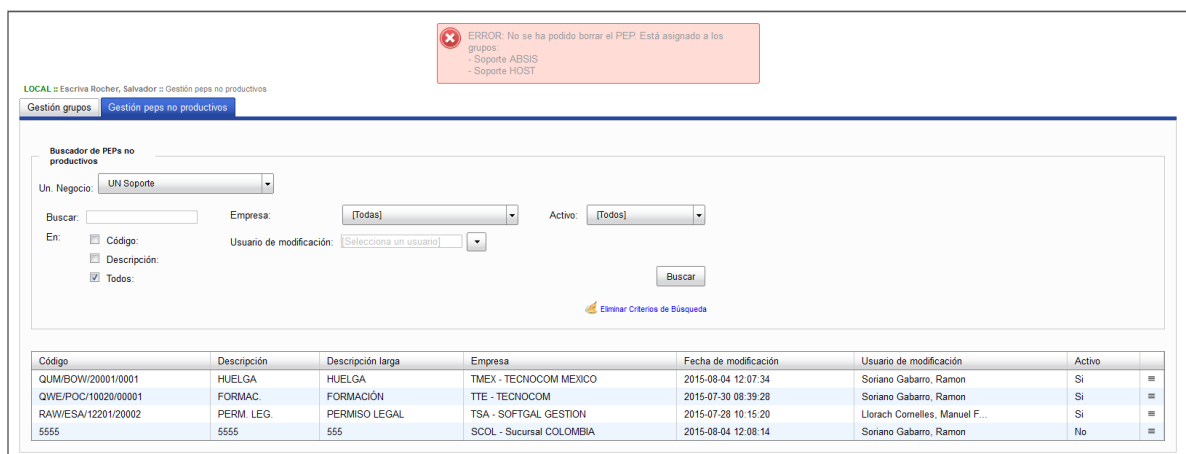 ERROR: No se ha podido borrar el PEP. Está asignado a los
grupos:
- Soporte ABSIS
- Soporte HOST
LOCAL :: Escriva Rocher, Salvador :: Gestión peps no productivos
Gestión grupos Gestión peps no productivos
Buscador de PEPs no
productivos
Un. Negocio: UN Soporte
Buscar: Empresa: [Todas] Activo: [Todos]
En: Código: Usuario de modificación: [Selecciona un usuario]
Descripción:
Todos:
Buscar
Eliminar Criterios de Búsqueda
Código Descripción Descripción larga Empresa Fecha de modificación Usuario de modificación Activo
QUM/BOW/20001/0001 HUELGA HUELGA TMEX - TECNOCOM MEXICO 2015-08-04 12:07:34 Soriano Gabarro, Ramon Si
QWE/POC/10020/00001 FORMAC. FORMACIÓN TTE - TECNOCOM 2015-07-30 08:39:28 Soriano Gabarro, Ramon Si
RAW/ESA/12201/20002 PERM. LEG. PERMISO LEGAL TSA - SOFTGAL GESTION 2015-07-28 10:15:20 Llorach Comelles, Manuel F... Si
5555 5555 555 SCOL - Sucursal COLOMBIA 2015-08-04 12:08:14 Soriano Gabarro, Ramon No